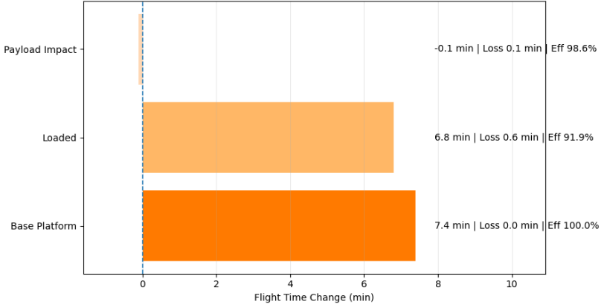 Payload Impact
-0.1 min | Loss 0.1 min | Eff 98.6%
Loaded
6.8 min | Loss 0.6 min | Eff 91.9%
Base Platform
7.4 min | Loss 0.0 min | Eff 100.0%
0 2 4 6 8 10
Flight Time Change (min)